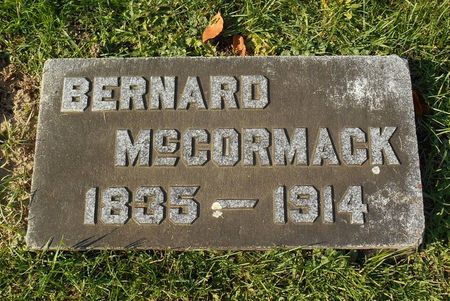 BERNARD
McCORMACK
1835 – 1914